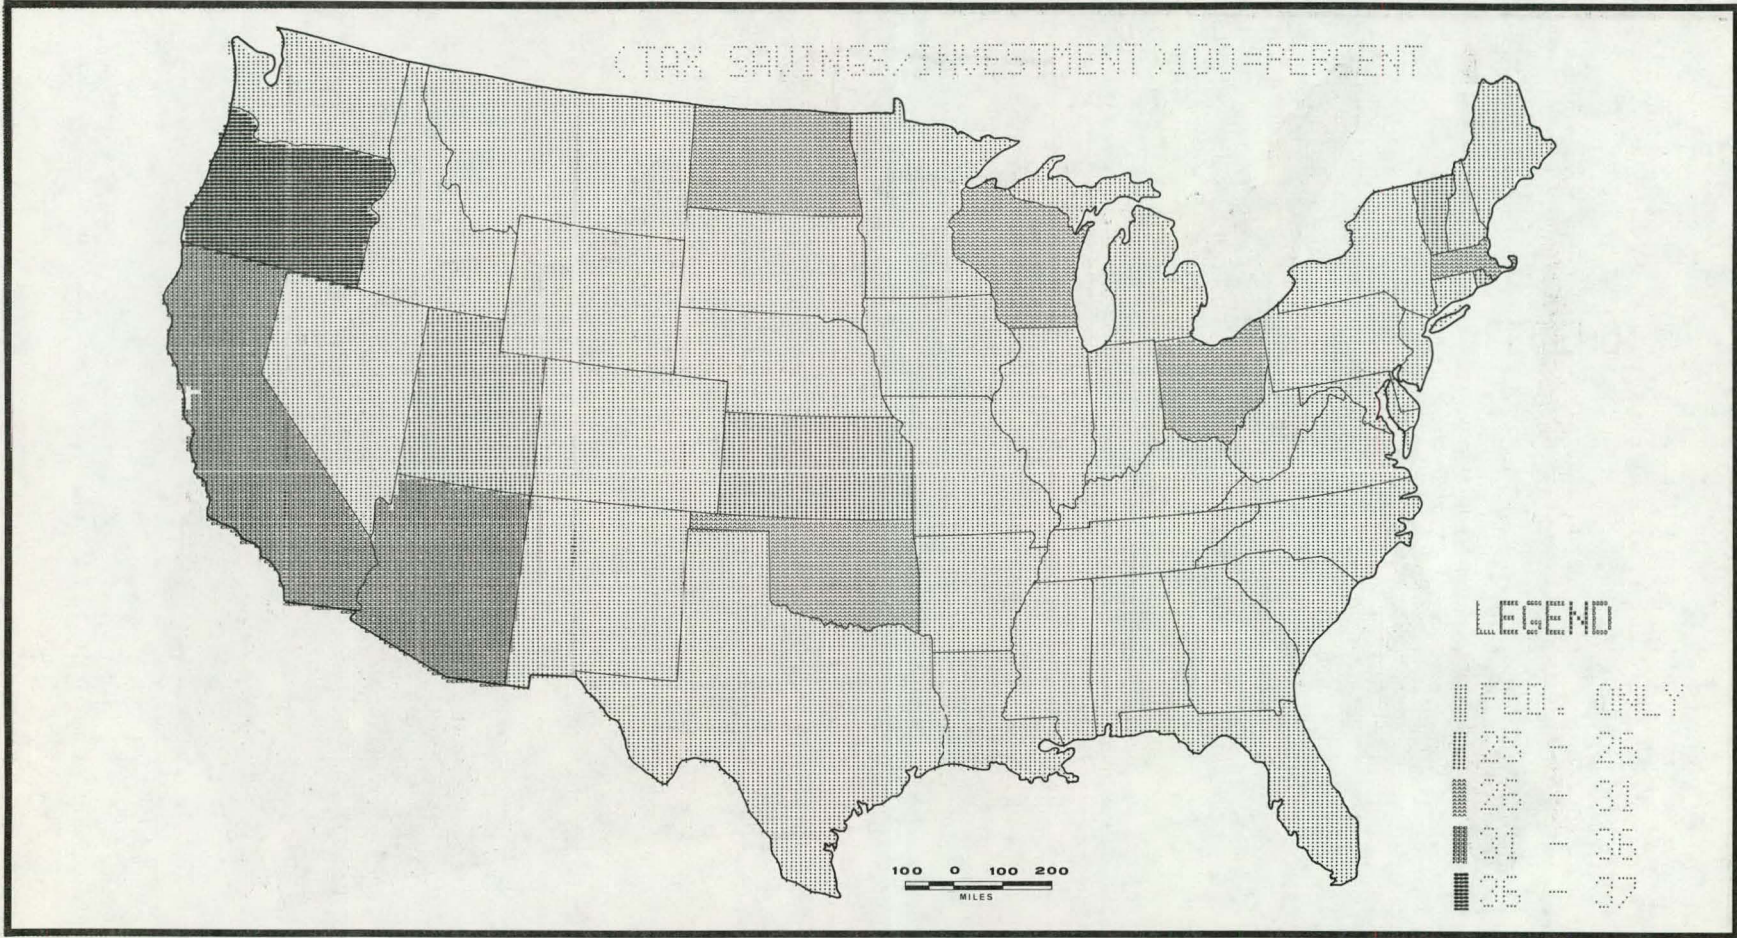 (TAX SAVINGS/INVESTMENT)100=PERCENT
LEGEND
FED. ONLY
25 - 26
26 - 31
31 - 36
36 - 37
100 0 100 200
MILES